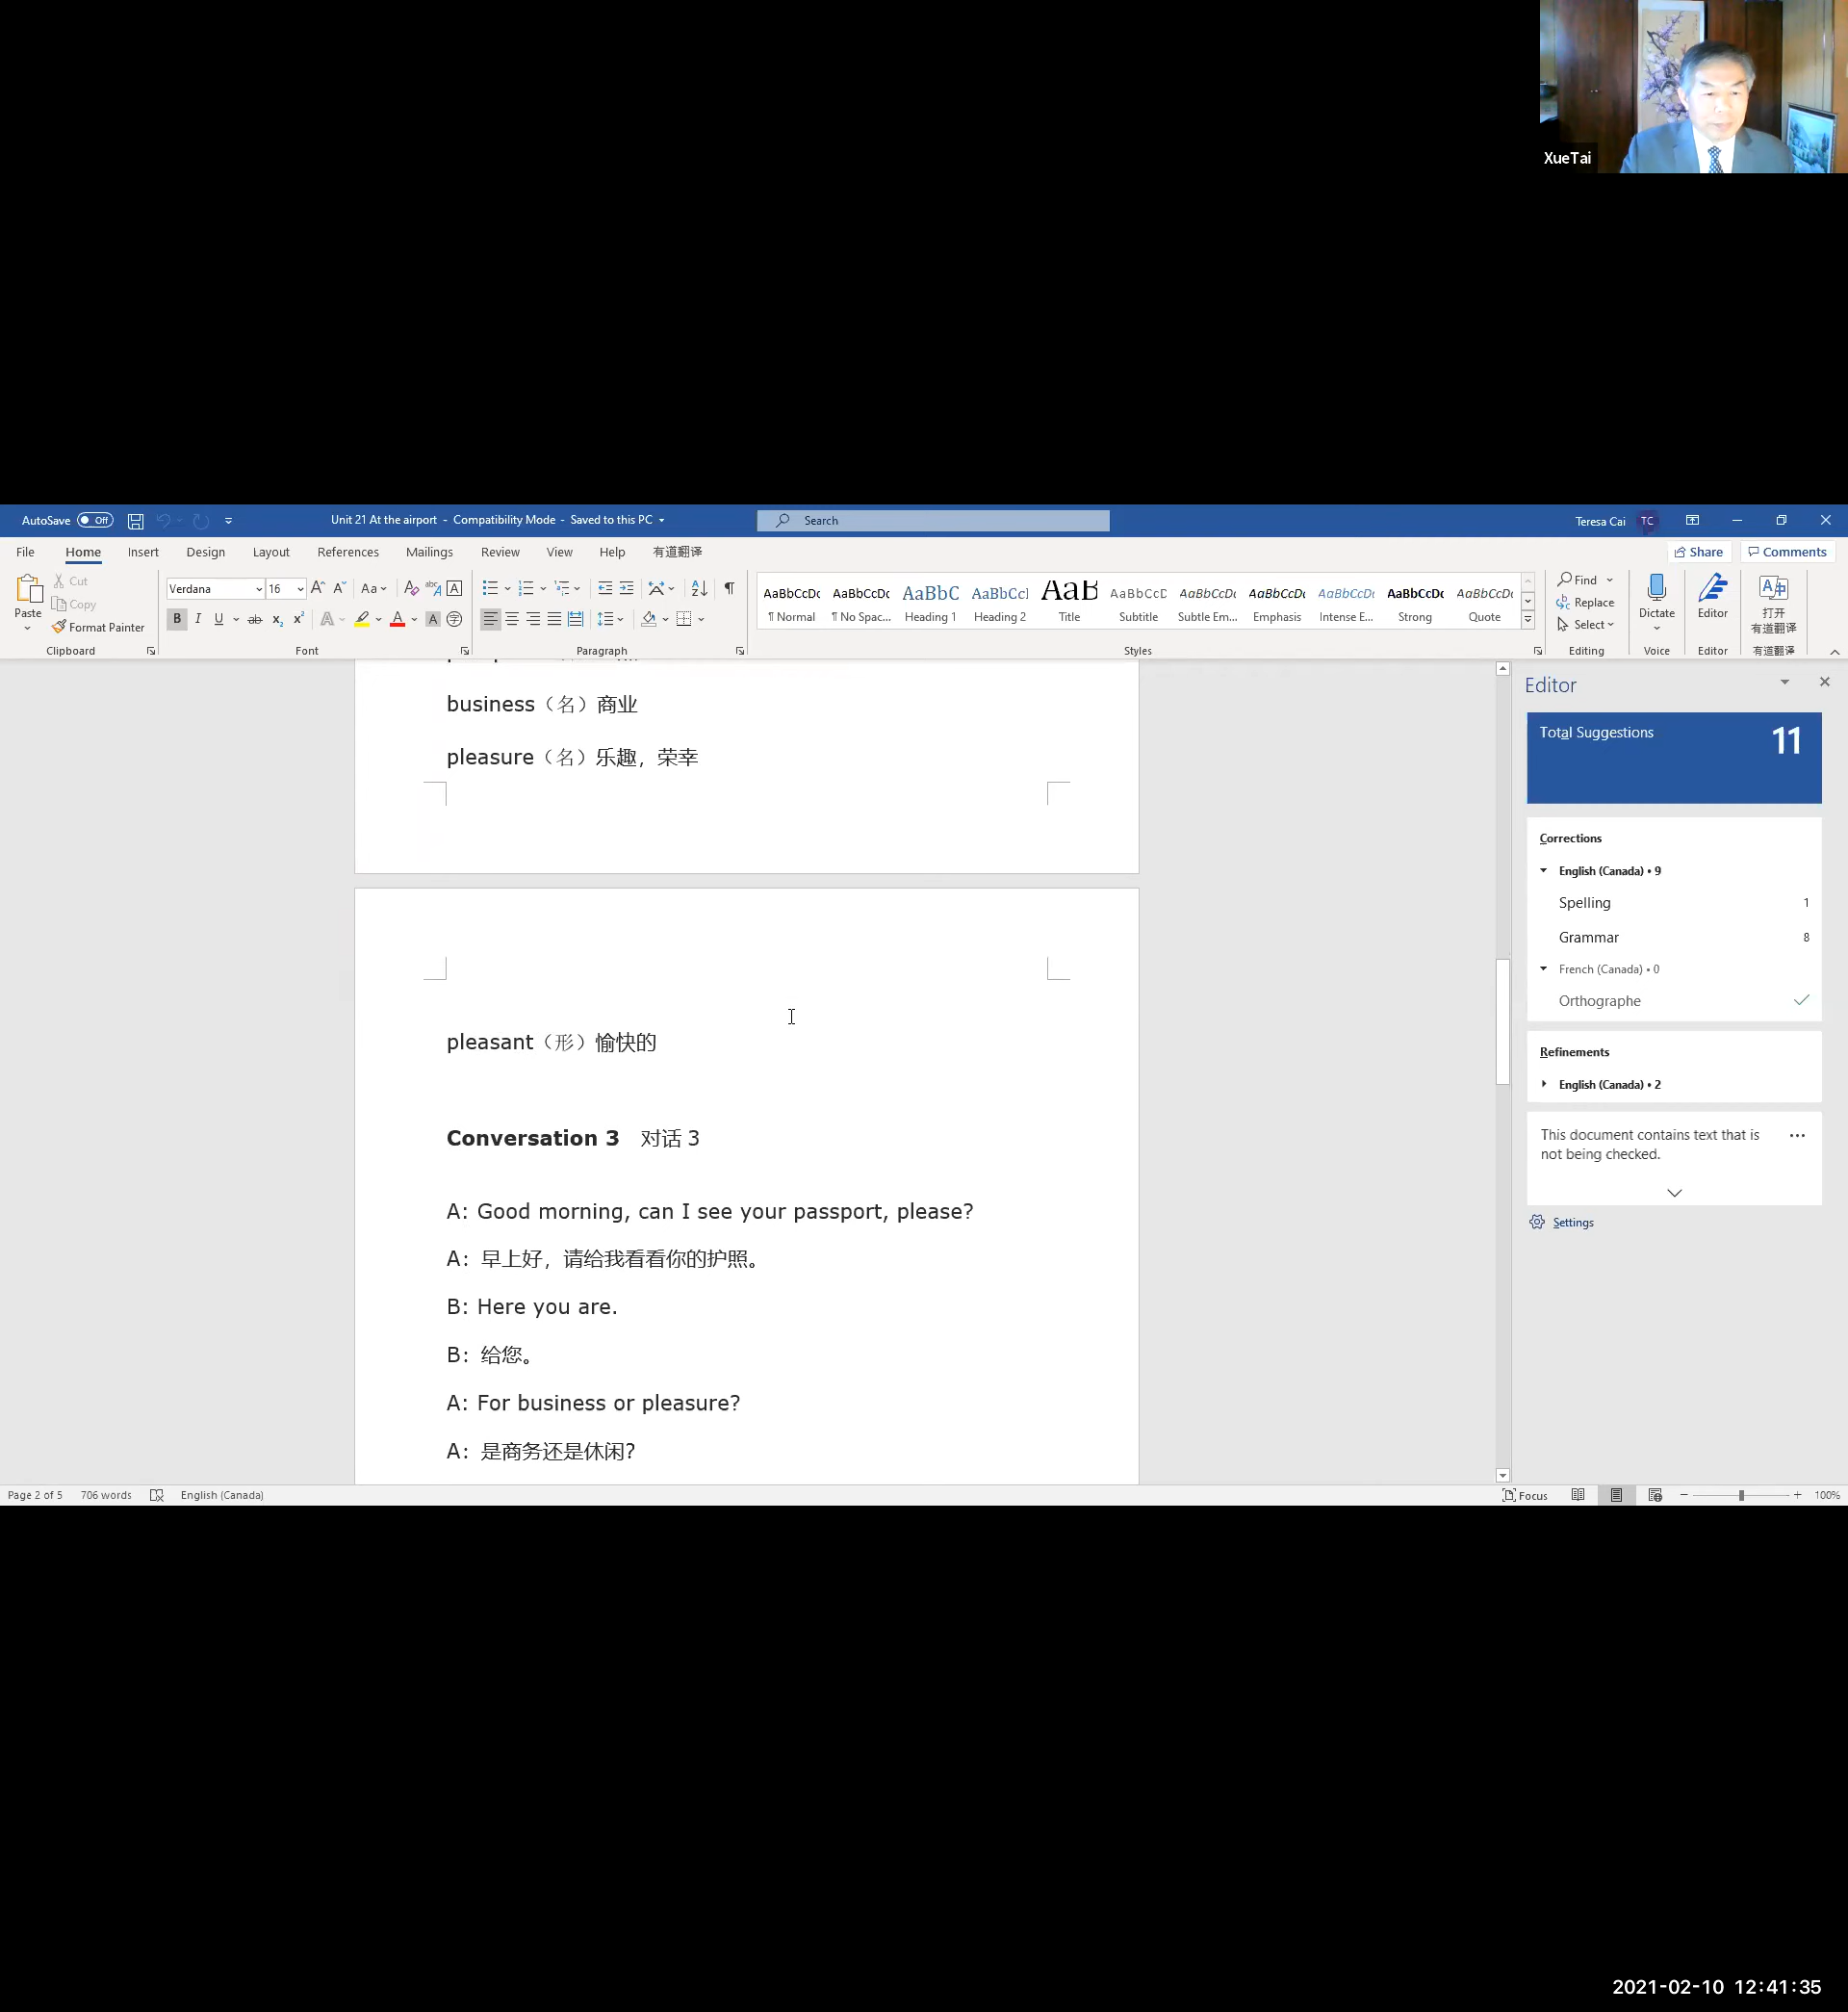 XueTai
AutoSave Off
Unit 21 At the airport - Compatibility Mode - Saved to this PC
Search
Teresa Cai TC
File Home Insert Design Layout References Mailings Review View Help 有道翻译
Share Comments
Paste
Cut
Copy
Format Painter
Clipboard
Verdana 16
Font
Paragraph
AaBbCcDc AaBbCcDc AaBbC AaBbCcl AaB AaBbCcD AaBbCcDc AaBbCcDc AaBbCcDc AaBbCcDc AaBbCcDc
¶ Normal ¶ No Spac... Heading 1 Heading 2 Title Subtitle Subtle Em... Emphasis Intense E... Strong Quote
Styles
Find
Replace
Select
Editing
Dictate
Voice
Editor
Editor
打开
有道翻译
有道翻译
business（名）商业
pleasure（名）乐趣，荣幸
pleasant（形）愉快的
Conversation 3 对话 3
A: Good morning, can I see your passport, please?
A: 早上好，请给我看看你的护照。
B: Here you are.
B: 给您。
A: For business or pleasure?
A: 是商务还是休闲?
Editor
Total Suggestions 11
Corrections
English (Canada) • 9
Spelling 1
Grammar 8
French (Canada) • 0
Orthographe
Refinements
English (Canada) • 2
This document contains text that is
not being checked.
Settings
Page 2 of 5 706 words English (Canada)
Focus 100%
2021-02-10 12:41:35